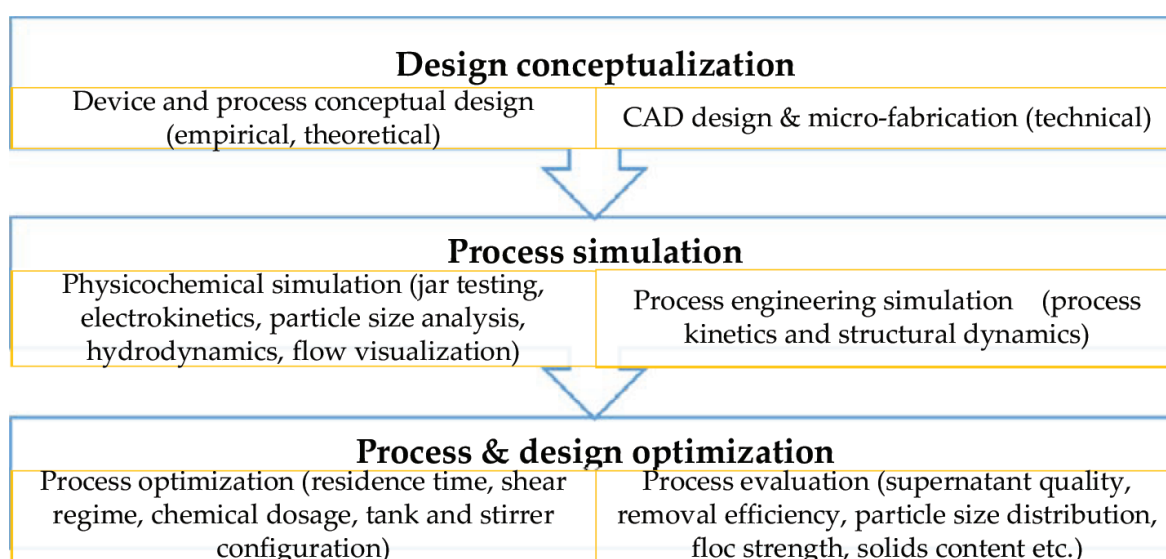 Design conceptualization
Device and process conceptual design
(empirical, theoretical)
CAD design & micro-fabrication (technical)
Process simulation
Physicochemical simulation (jar testing,
electrokinetics, particle size analysis,
hydrodynamics, flow visualization)
Process engineering simulation (process
kinetics and structural dynamics)
Process & design optimization
Process optimization (residence time, shear
regime, chemical dosage, tank and stirrer
configuration)
Process evaluation (supernatant quality,
removal efficiency, particle size distribution,
floc strength, solids content etc.)